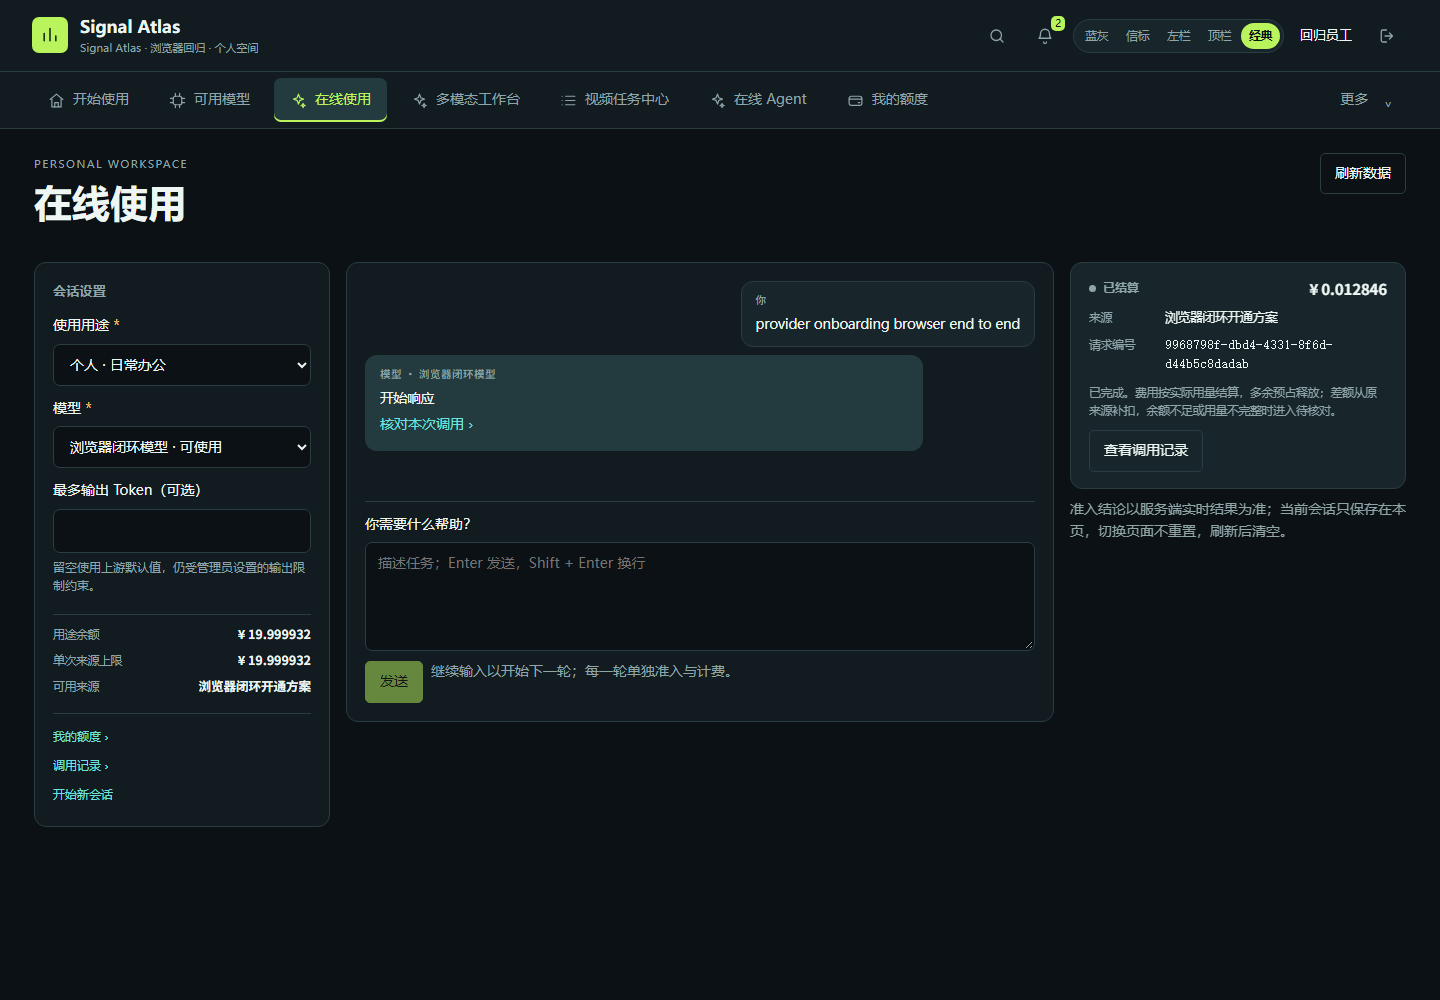 Signal Atlas
Signal Atlas · 浏览器回归 · 个人空间
2
蓝灰 信标 左栏 顶栏 经典
回归员工
开始使用 可用模型 在线使用 多模态工作台 视频任务中心 在线 Agent 我的额度 更多
PERSONAL WORKSPACE
在线使用
刷新数据
会话设置
使用用途 *
个人 · 日常办公
模型 *
浏览器闭环模型 · 可使用
最多输出 Token（可选）
留空使用上游默认值，仍受管理员设置的输出限
制约束。
用途余额 ¥ 19.999932
单次来源上限 ¥ 19.999932
可用来源 浏览器闭环开通方案
我的额度 ›
调用记录 ›
开始新会话
你
provider onboarding browser end to end
模型 · 浏览器闭环模型
开始响应
核对本次调用 ›
你需要什么帮助？
描述任务；Enter 发送，Shift + Enter 换行
发送 继续输入以开始下一轮；每一轮单独准入与计费。
已结算 ¥ 0.012846
来源 浏览器闭环开通方案
请求编号 9968798f-dbd4-4331-8f6d-
d44b5c8dadab
已完成。费用按实际用量结算，多余预占释放；差额从原
来源补扣，余额不足或用量不完整时进入待核对。
查看调用记录
准入结论以服务端实时结果为准；当前会话只保存在本
页，切换页面不重置，刷新后清空。